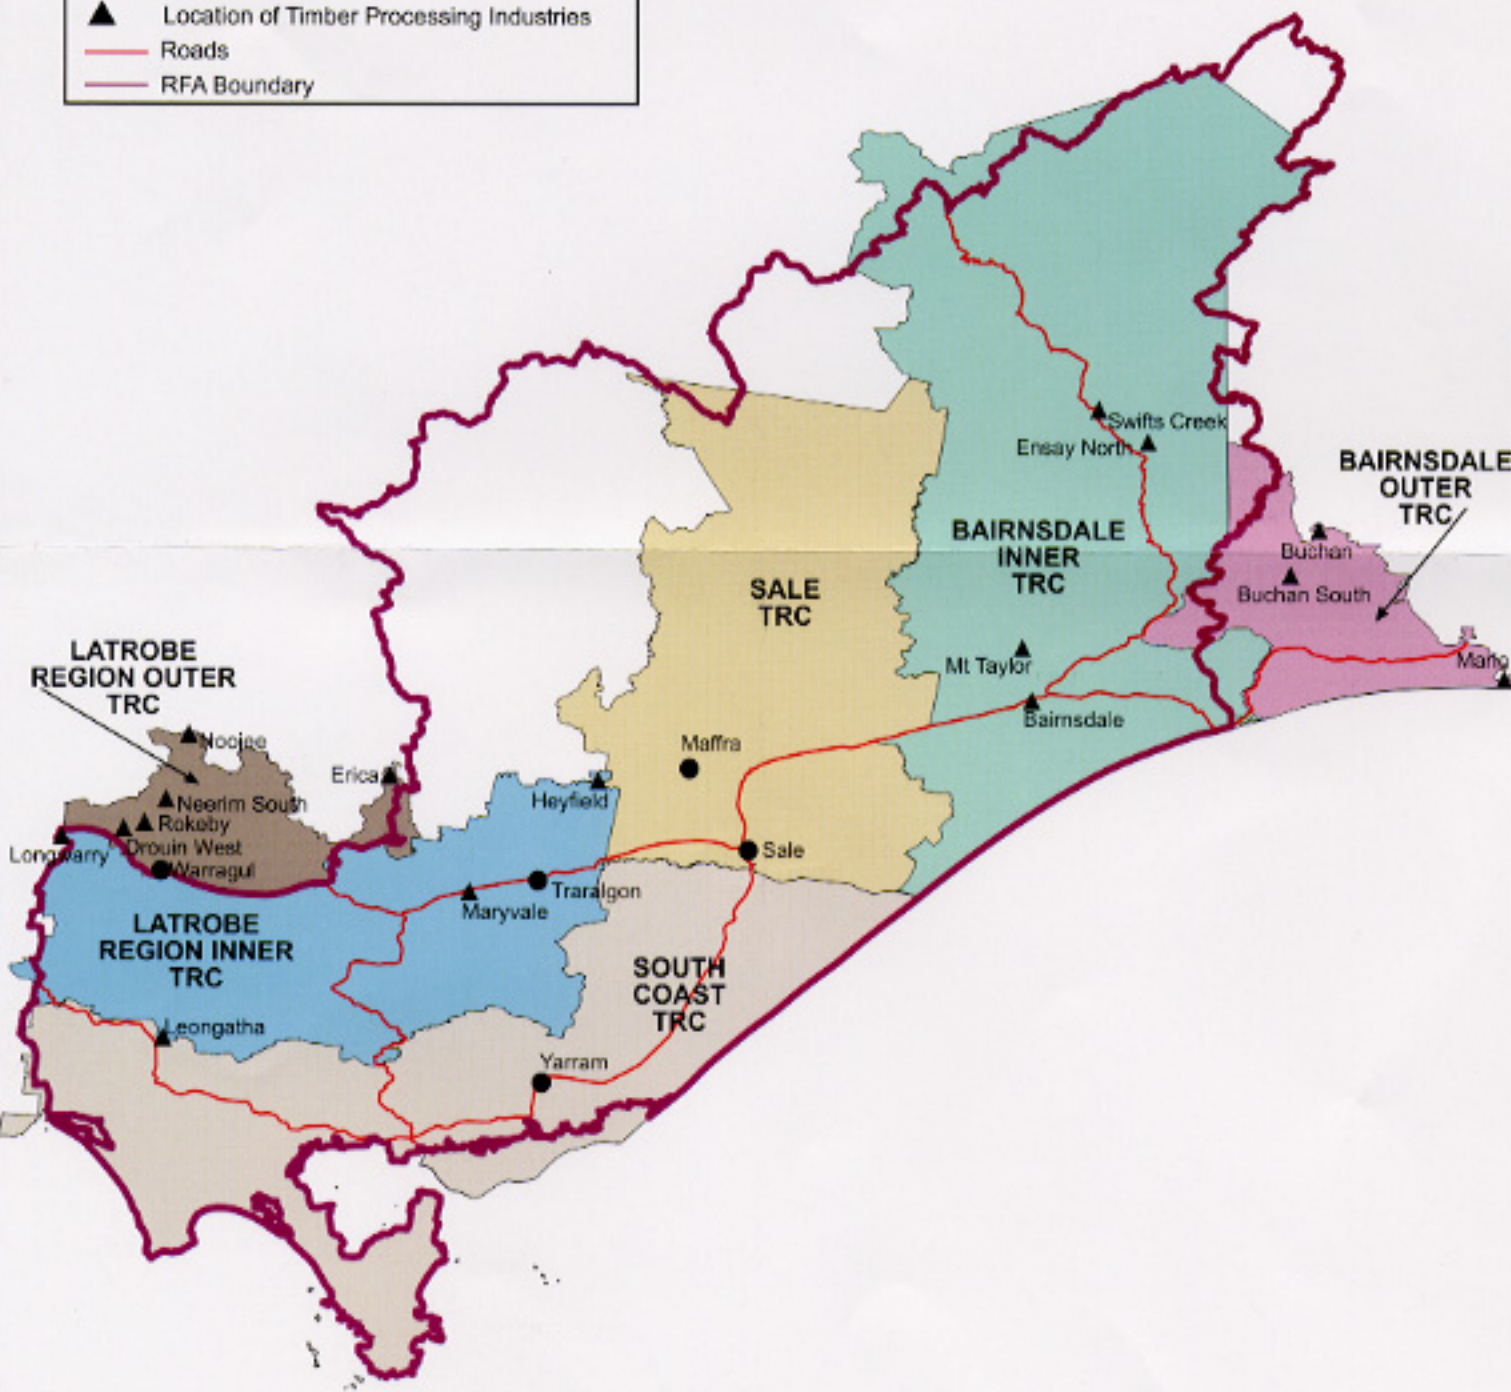 Location of Timber Processing Industries
Roads
RFA Boundary
Swifts Creek
Ensay North
BAIRNSDALE
OUTER
TRC
BAIRNSDALE
INNER
TRC
Buchan
Buchan South
SALE
TRC
LATROBE
REGION OUTER
TRC
Mt Taylor
Bairnsdale
Noojee
Maffra
Erica
Heyfield
Neerim South
Rokeby
Drouin West
Longwarry
Warragul
Sale
Traralgon
Maryvale
LATROBE
REGION INNER
TRC
SOUTH
COAST
TRC
Leongatha
Yarram